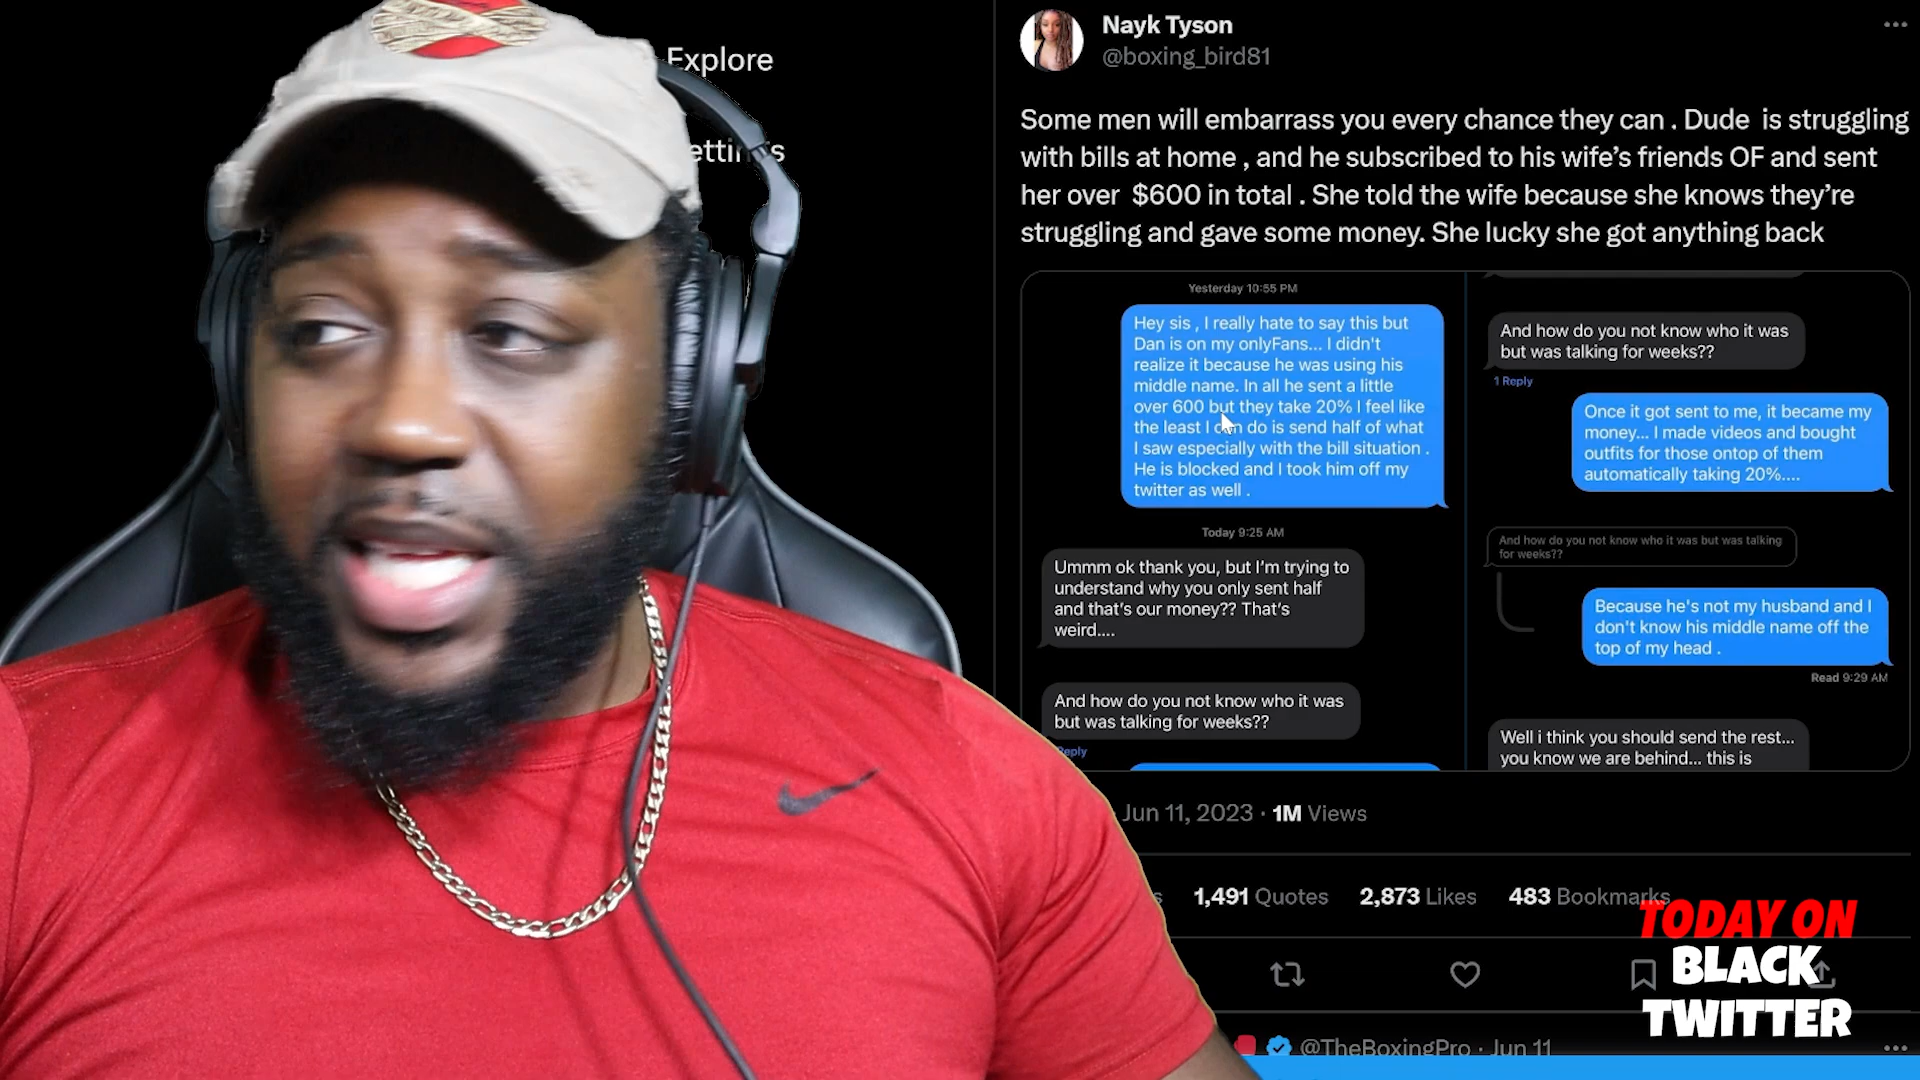 Explore
Nayk Tyson
@boxing_bird81
Some men will embarrass you every chance they can . Dude is struggling
with bills at home , and he subscribed to his wife's friends OF and sent
her over $600 in total . She told the wife because she knows they're
struggling and gave some money. She lucky she got anything back
Yesterday 10:55 PM
Hey sis , I really hate to say this but
Dan is on my onlyFans... I didn't
realize it because he was using his
middle name. In all he sent a little
over 600 but they take 20% I feel like
the least I can do is send half of what
I saw especially with the bill situation .
He is blocked and I took him off my
twitter as well .
Today 9:25 AM
Ummm ok thank you, but I'm trying to
understand why you only sent half
and that's our money?? That's
weird....
And how do you not know who it was
but was talking for weeks??
And how do you not know who it was
but was talking for weeks??
1 Reply
Once it got sent to me, it became my
money... I made videos and bought
outfits for those ontop of them
automatically taking 20%....
And how do you not know who it was but was talking
for weeks??
Because he's not my husband and I
don't know his middle name off the
top of my head .
Read 9:29 AM
Well i think you should send the rest...
you know we are behind... this is
Jun 11, 2023 · 1M Views
1,491 Quotes 2,873 Likes 483 Bookmarks
TODAY ON
BLACK
TWITTER
@TheBoxingPro · Jun 11